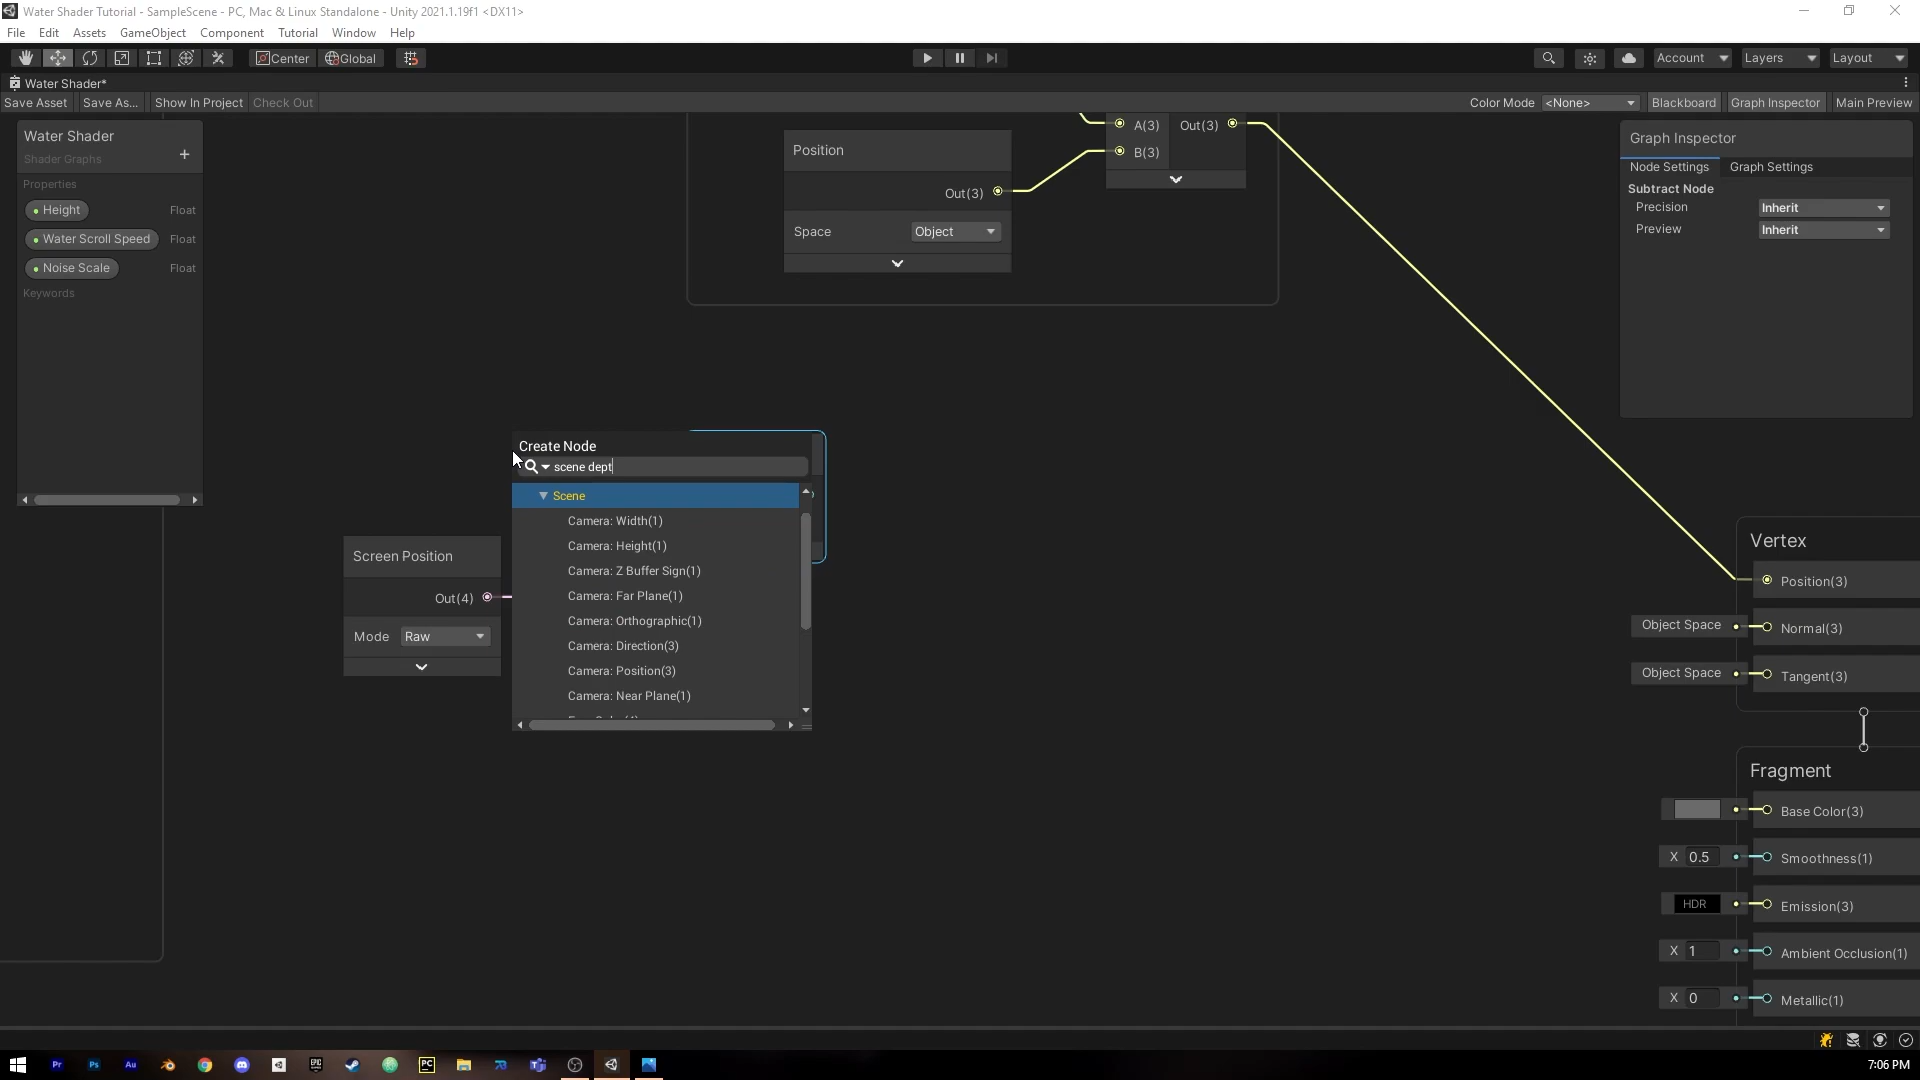 Water Shader Tutorial - SampleScene - PC, Mac & Linux Standalone - Unity 2021.1.19f1 <DX11>
File Edit Assets GameObject Component Tutorial Window Help
Center Global Account Layers Layout
Water Shader*
Save Asset Save As... Show In Project Check Out Color Mode <None> Blackboard Graph Inspector Main Preview
Water Shader
Shader Graphs
Properties
Height Float
Water Scroll Speed Float
Noise Scale Float
Keywords
Position
Out(3)
Space Object
A(3) Out(3)
B(3)
Graph Inspector
Node Settings Graph Settings
Subtract Node
Precision Inherit
Preview Inherit
Create Node
scene dept
Scene
Camera: Width(1)
Camera: Height(1)
Camera: Z Buffer Sign(1)
Camera: Far Plane(1)
Camera: Orthographic(1)
Camera: Direction(3)
Camera: Position(3)
Camera: Near Plane(1)
Screen Position
Out(4)
Mode Raw
Vertex
Position(3)
Object Space Normal(3)
Object Space Tangent(3)
Fragment
Base Color(3)
X 0.5 Smoothness(1)
HDR Emission(3)
X 1 Ambient Occlusion(1)
X 0 Metallic(1)
Pr Ps Au EPIC PC 7:06 PM